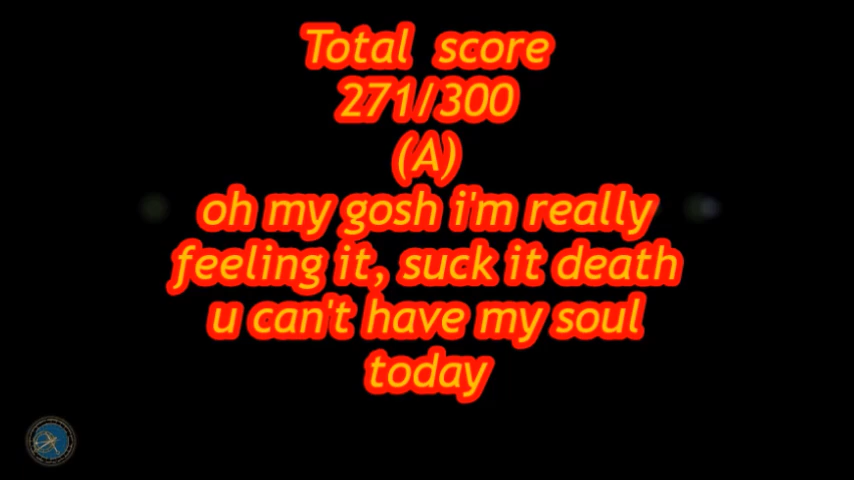 Total score
271/300
(A)
oh my gosh i'm really
feeling it, suck it death
u can't have my soul
today